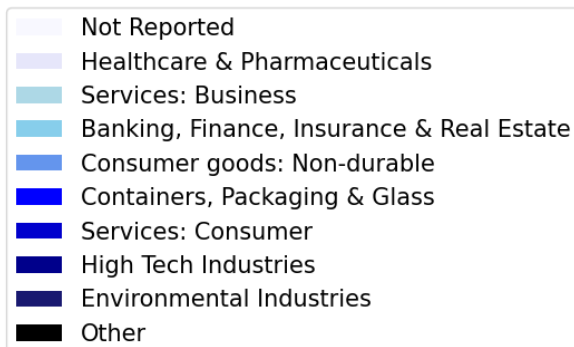 Not Reported
Healthcare & Pharmaceuticals
Services: Business
Banking, Finance, Insurance & Real Estate
Consumer goods: Non-durable
Containers, Packaging & Glass
Services: Consumer
High Tech Industries
Environmental Industries
Other